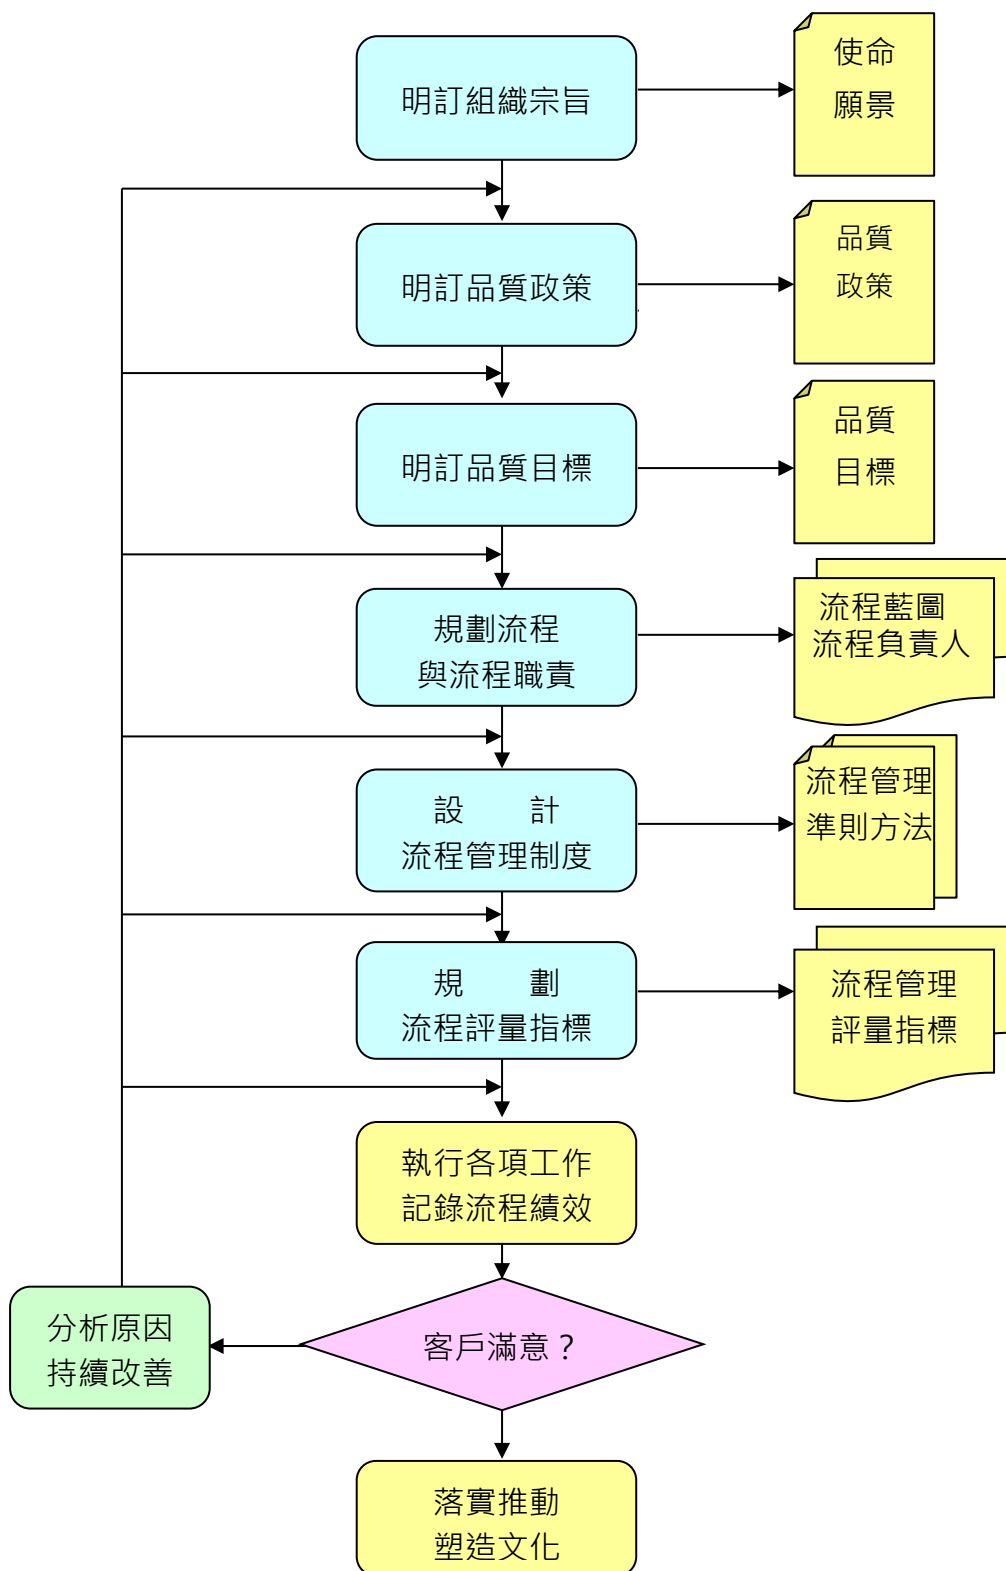 明訂組織宗旨
使命
願景
明訂品質政策
品質
政策
明訂品質目標
品質
目標
規劃流程
與流程職責
流程藍圖
流程負責人
設　　計
流程管理制度
流程管理
準則方法
規　　劃
流程評量指標
流程管理
評量指標
執行各項工作
記錄流程績效
客戶滿意？
分析原因
持續改善
落實推動
塑造文化